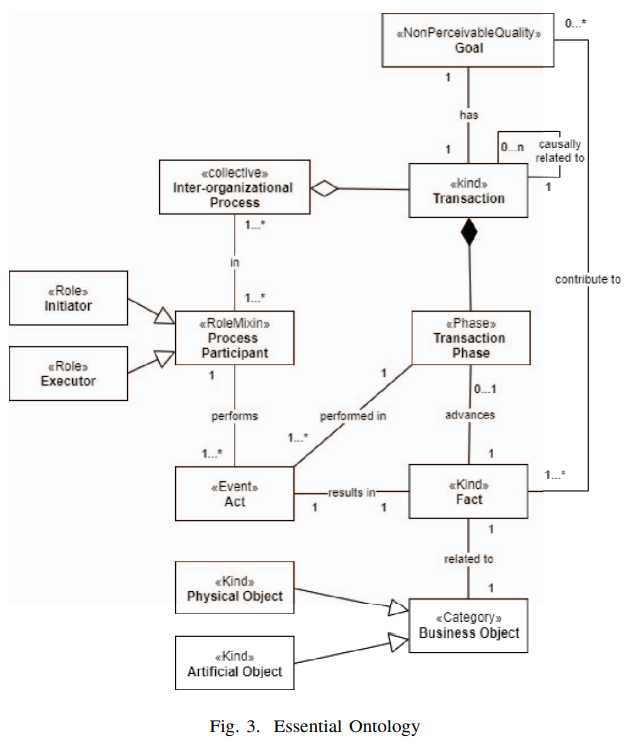 «NonPerceivableQuality»
Goal
0...*
1
has
1
0...n
causally
related to
1
«collective»
Inter-organizational
Process
«kind»
Transaction
1...*
in
1...*
contribute to
«Role»
Initiator
«RoleMixin»
Process
Participant
«Phase»
Transaction
Phase
«Role»
Executor
1
1
0...1
performs
performed in
advances
1...*
1...*
1
1...*
«Event»
Act
results in
1
1
«Kind»
Fact
1
related to
1
«Kind»
Physical Object
«Category»
Business Object
«Kind»
Artificial Object
Fig. 3. Essential Ontology